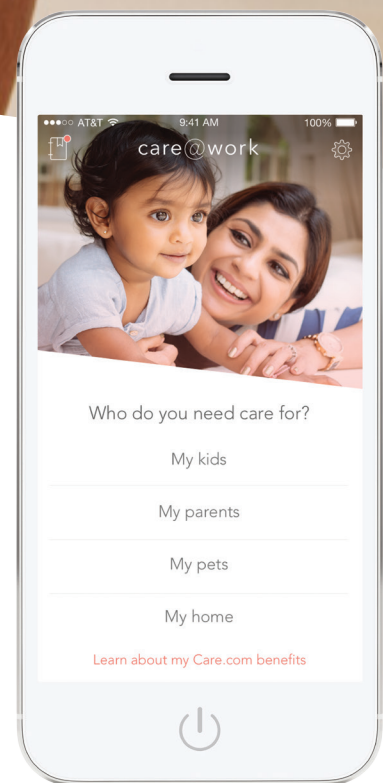 ●●●○○ AT&T 9:41 AM 100%
care@work
Who do you need care for?
My kids
My parents
My pets
My home
Learn about my Care.com benefits